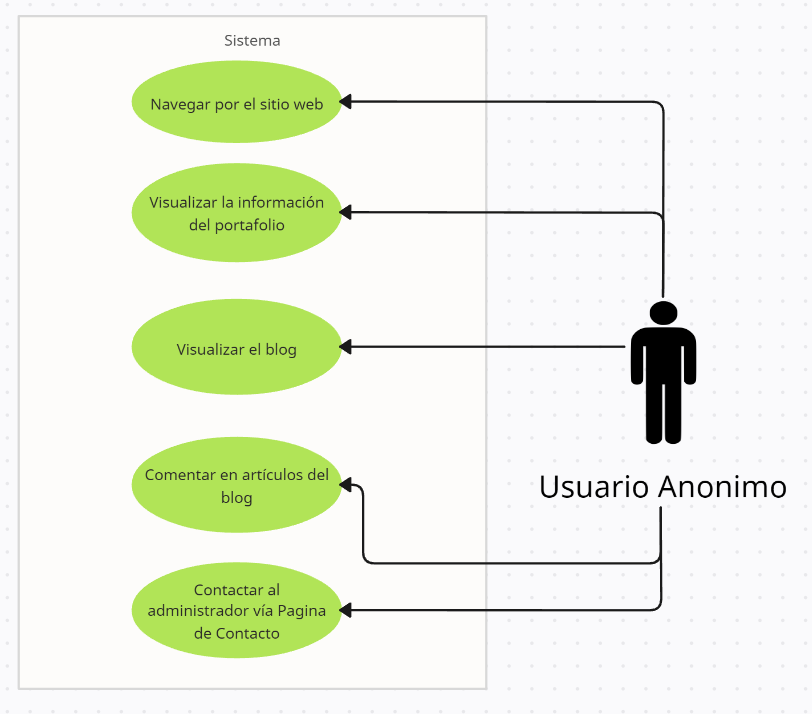 Sistema
Navegar por el sitio web
Visualizar la información
del portafolio
Visualizar el blog
Comentar en artículos del
blog
Usuario Anonimo
Contactar al
administrador vía Pagina
de Contacto